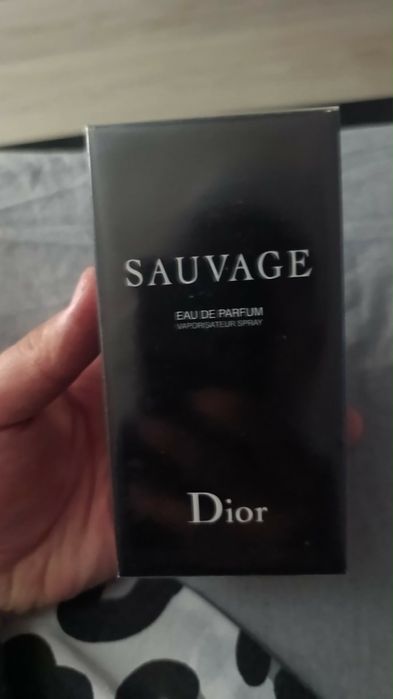 SAUVAGE
EAU DE PARFUM
VAPORISATEUR SPRAY
Dior